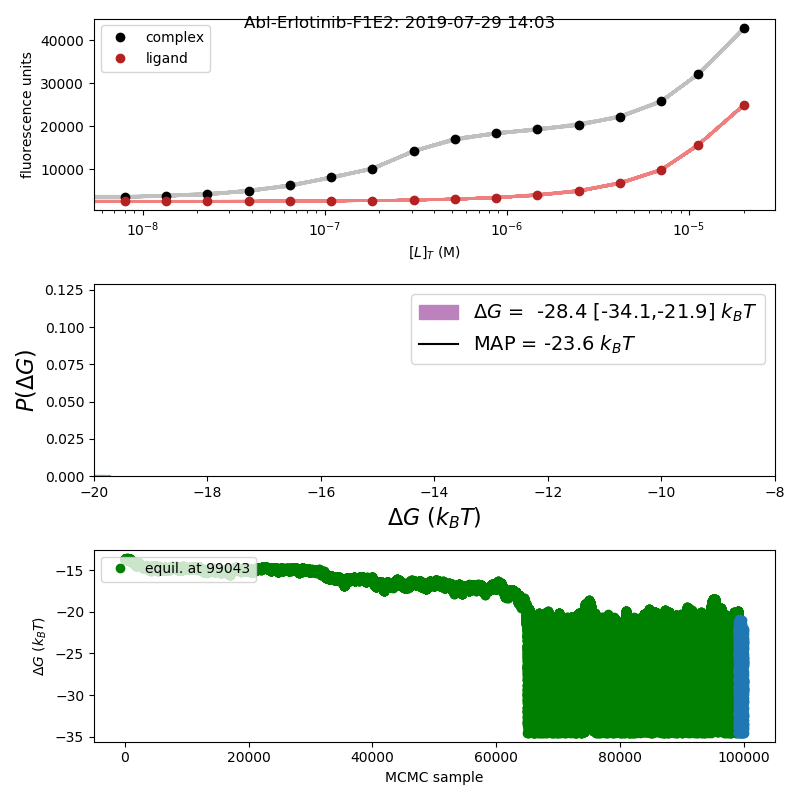 Abl-Erlotinib-F1E2: 2019-07-29 14:03
complex
ligand
fluorescence units
40000
30000
20000
10000
10⁻⁸
10⁻⁷
10⁻⁶
10⁻⁵
[L]_T (M)
ΔG = -28.4 [-34.1,-21.9] k_BT
MAP = -23.6 k_BT
P(ΔG)
0.125
0.100
0.075
0.050
0.025
0.000
−20
−18
−16
−14
−12
−10
−8
ΔG (k_BT)
equil. at 99043
ΔG (k_BT)
−15
−20
−25
−30
−35
0
20000
40000
60000
80000
100000
MCMC sample